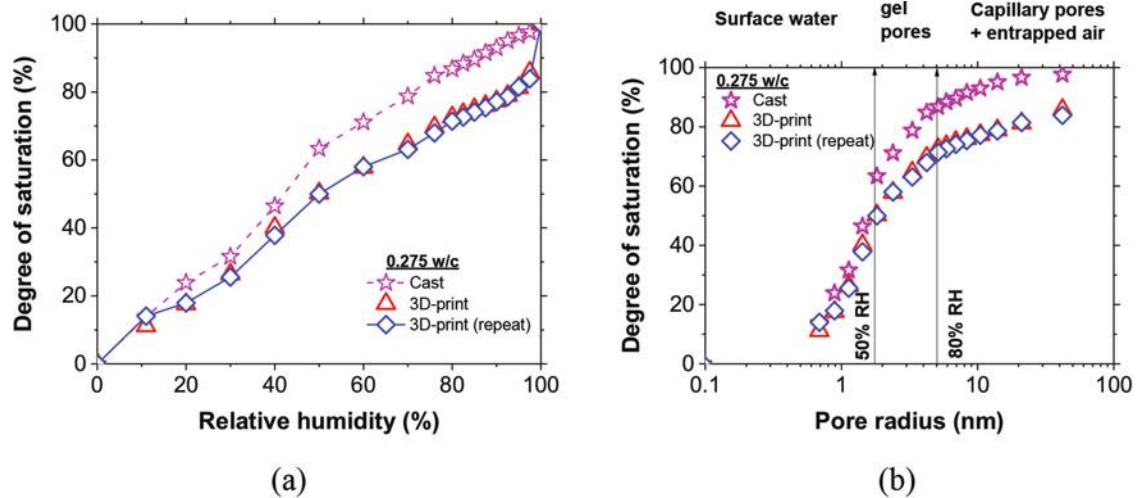 Degree of saturation (%)
100
80
60
40
20
0
0.275 w/c
Cast
3D-print
3D-print (repeat)
0 20 40 60 80 100
Relative humidity (%)
(a)
Surface water
gel
pores
Capillary pores
+ entrapped air
Degree of saturation (%)
100
80
60
40
20
0
0.275 w/c
Cast
3D-print
3D-print (repeat)
50% RH
80% RH
0.1 1 10 100
Pore radius (nm)
(b)